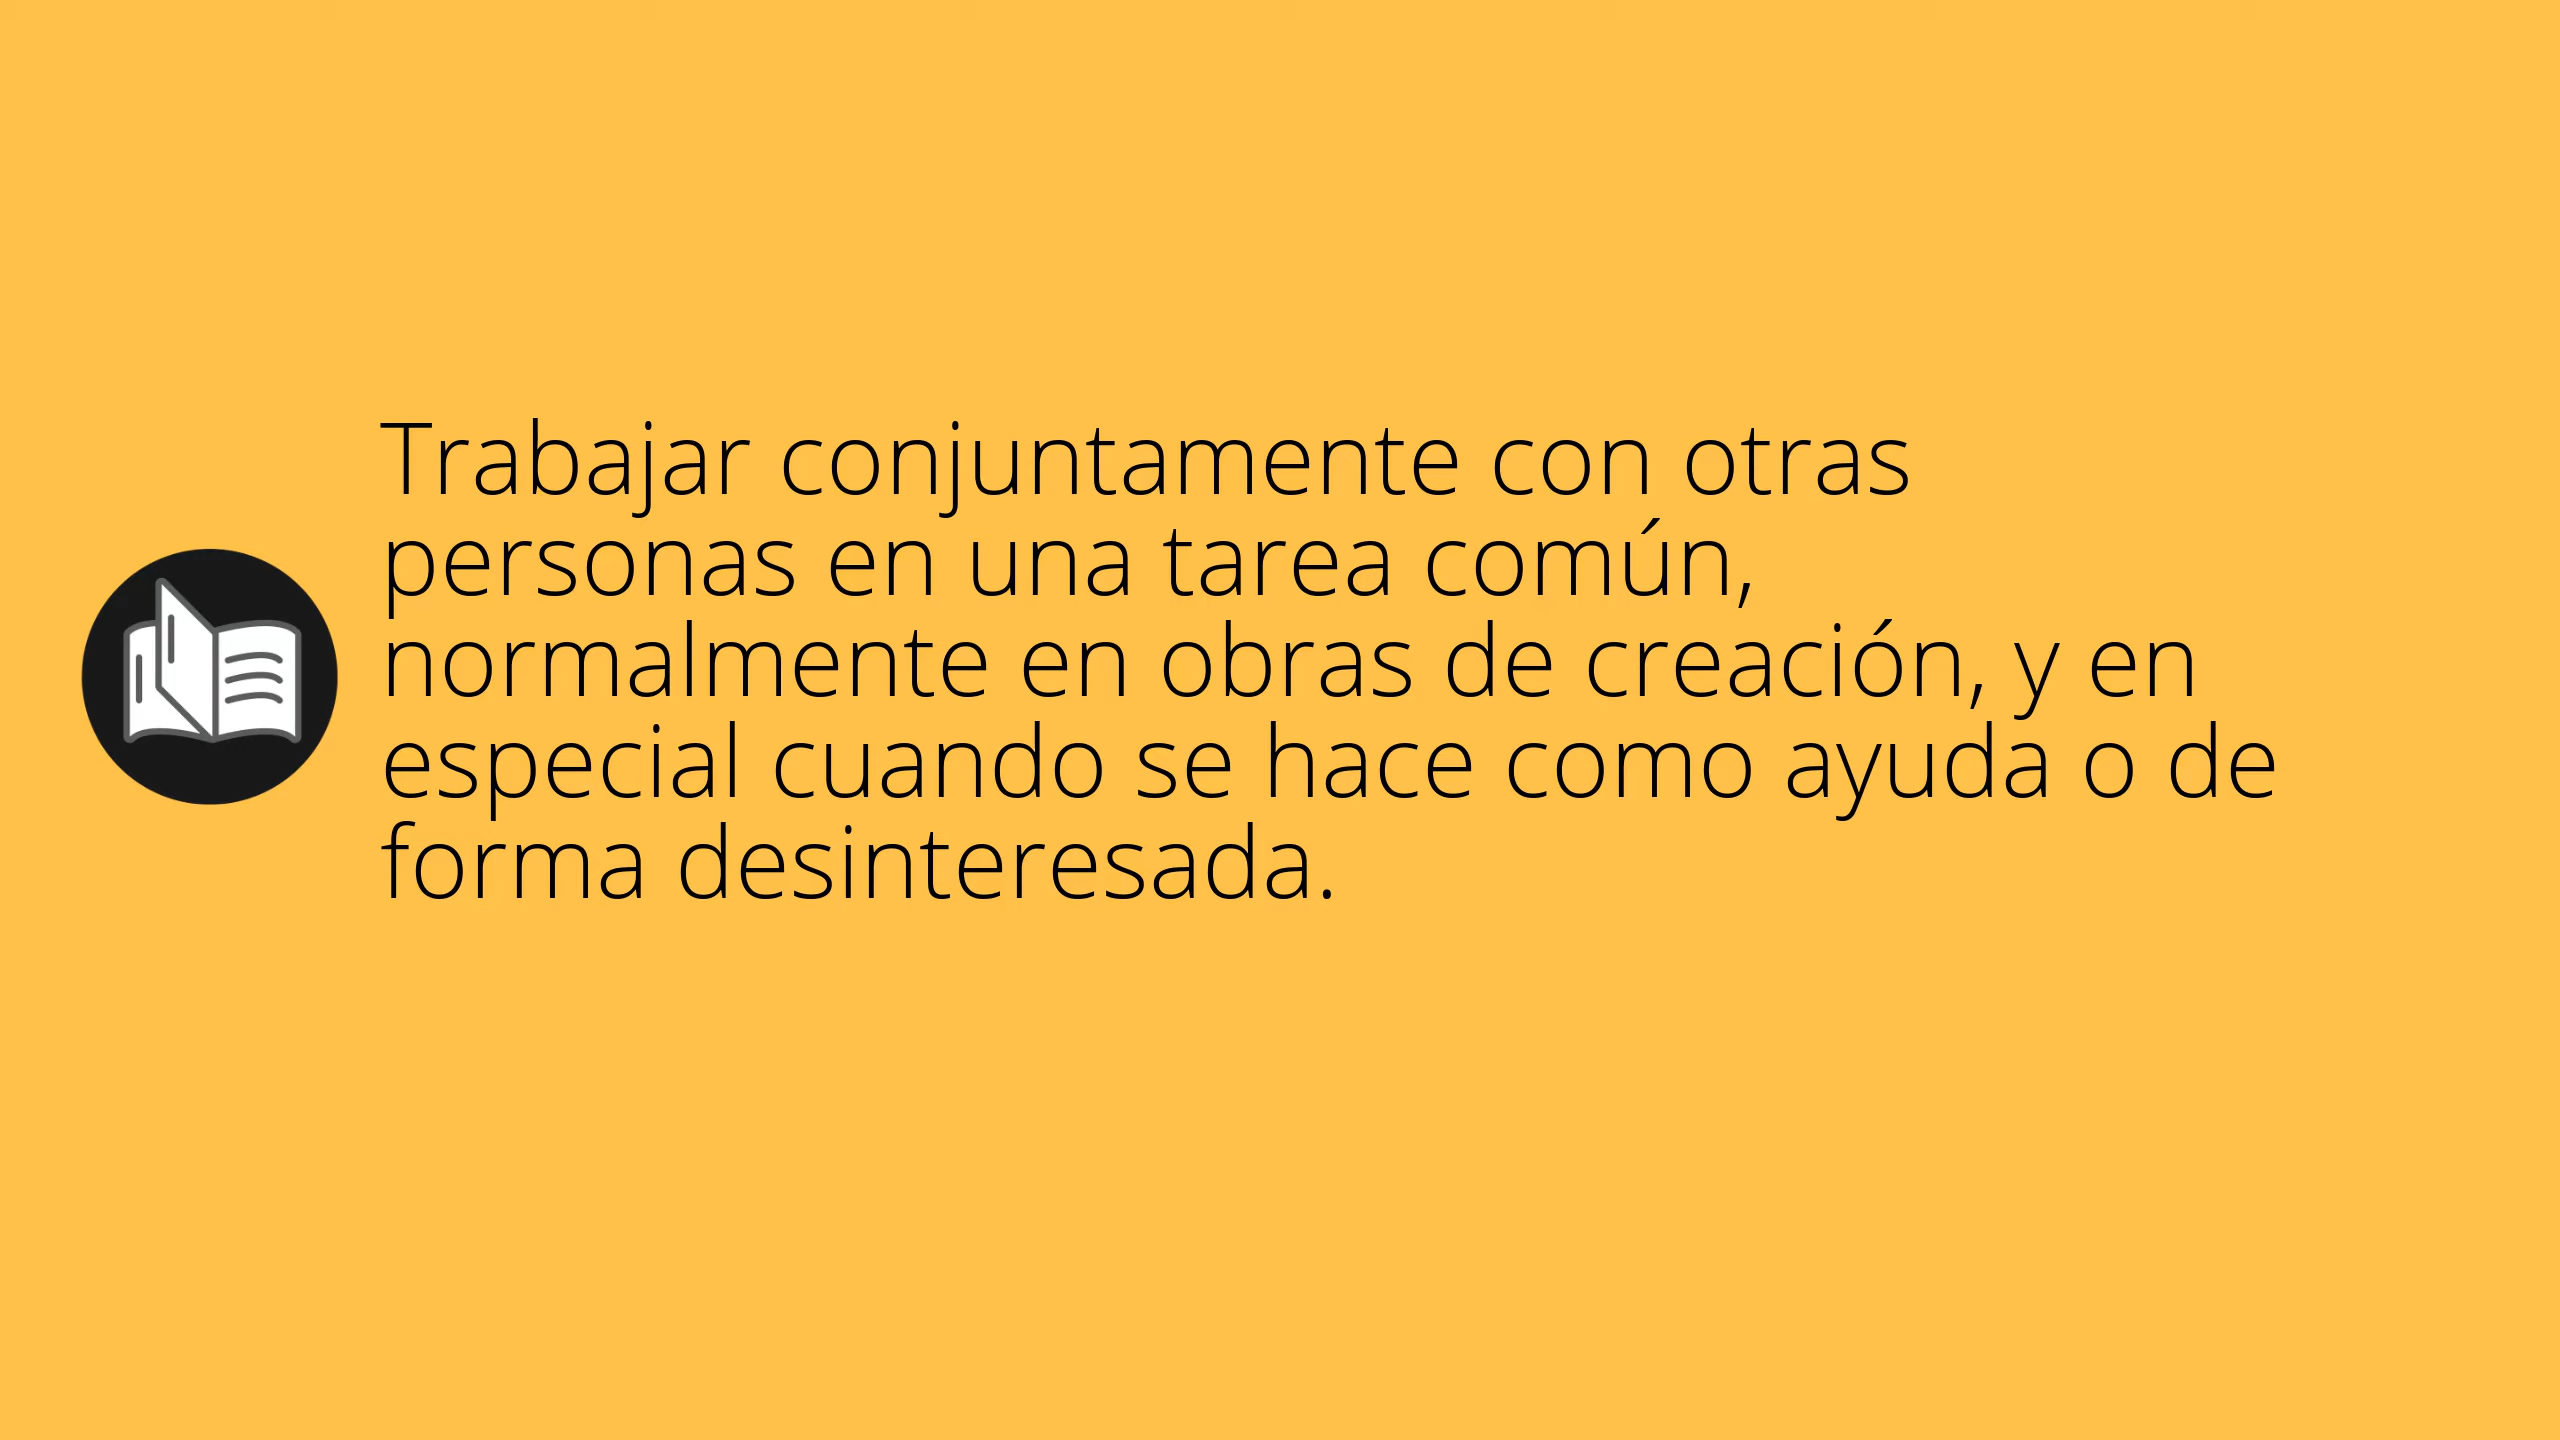 Trabajar conjuntamente con otras
personas en una tarea común,
normalmente en obras de creación, y en
especial cuando se hace como ayuda o de
forma desinteresada.